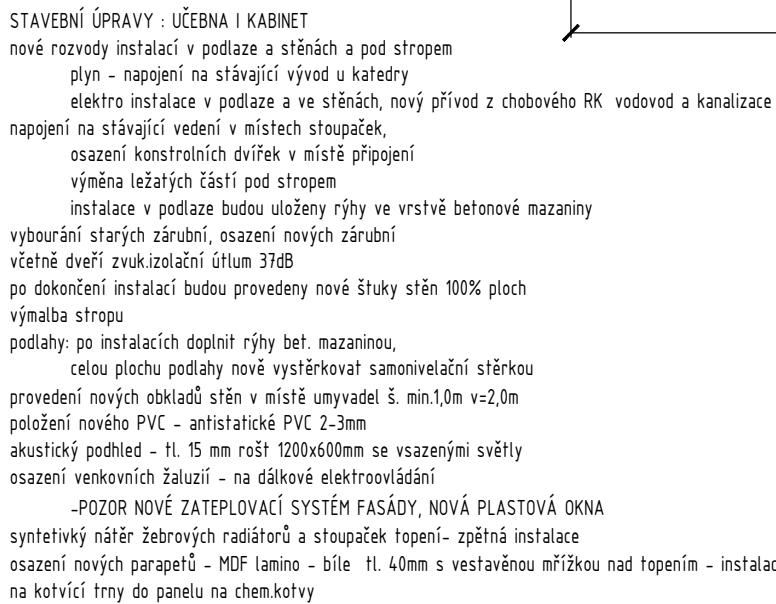 STAVEBNÍ ÚPRAVY : UČEBNA I KABINET
nové rozvody instalací v podlaze a stěnách a pod stropem
plyn - napojení na stávající vývod u katedry
elektro instalace v podlaze a ve stěnách, nový přívod z chobového RK vodovod a kanalizace
napojení na stávající vedení v místech stoupaček,
osazení konstrolních dvířek v místě připojení
výměna ležatých částí pod stropem
instalace v podlaze budou uloženy rýhy ve vrstvě betonové mazaniny
vybourání starých zárubní, osazení nových zárubní
včetně dveří zvuk.izolační útlum 37dB
po dokončení instalací budou provedeny nové štuky stěn 100% ploch
výmalba stropu
podlahy: po instalacích doplnit rýhy bet. mazaninou,
celou plochu podlahy nově vystěrkovat samonivelační stěrkou
provedení nových obkladů stěn v místě umyvadel š. min.1,0m v=2,0m
položení nového PVC - antistatické PVC 2-3mm
akustický podhled - tl. 15 mm rošt 1200x600mm se vsazenými světly
osazení venkovních žaluzií - na dálkové elektroovládání
-POZOR NOVÉ ZATEPLOVACÍ SYSTÉM FASÁDY, NOVÁ PLASTOVÁ OKNA
syntetivký nátěr žebrových radiátorů a stoupaček topení- zpětná instalace
osazení nových parapetů - MDF lamino - bíle tl. 40mm s vestavěnou mřížkou nad topením - instalac
na kotvící trny do panelu na chem.kotvy